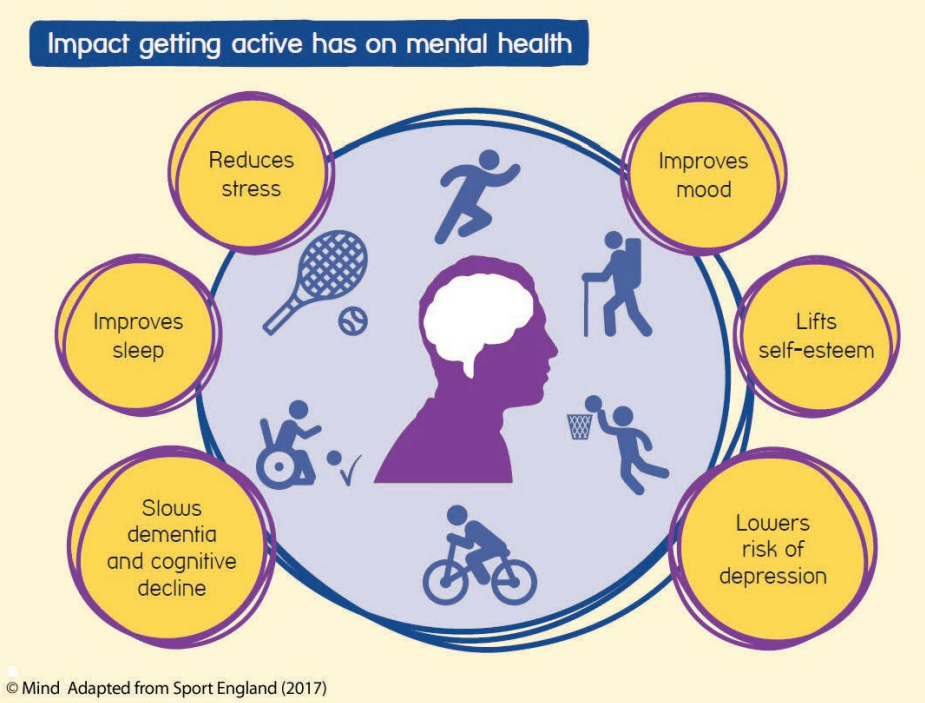 Impact getting active has on mental health
Reduces
stress
Improves
mood
Improves
sleep
Lifts
self-esteem
Slows
dementia
and cognitive
decline
Lowers
risk of
depression
© Mind Adapted from Sport England (2017)